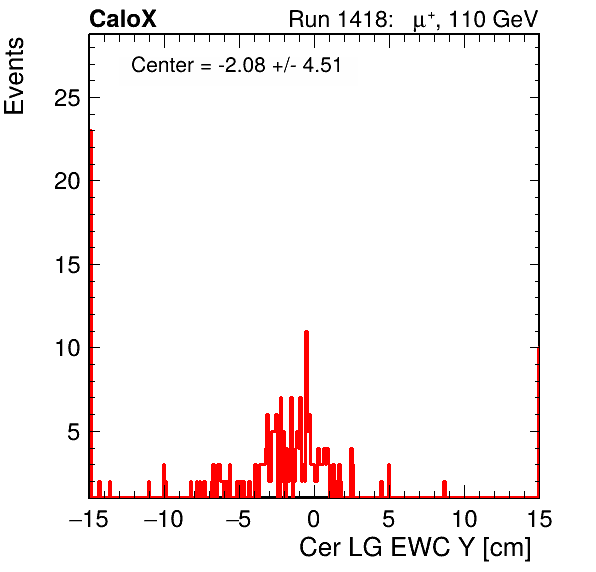 CaloX Run 1418: μ⁺, 110 GeV
Center = -2.08 +/- 4.51
Events
25
20
15
10
5
−15 −10 −5 0 5 10 15
Cer LG EWC Y [cm]